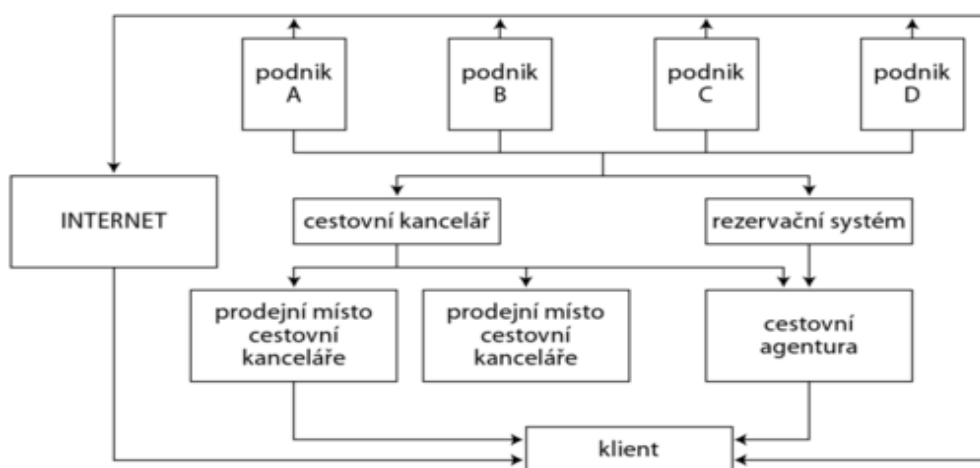 podnik
A
podnik
B
podnik
C
podnik
D
INTERNET
cestovní kancelář
rezervační systém
prodejní místo
cestovní
kanceláře
prodejní místo
cestovní
kanceláře
cestovní
agentura
klient